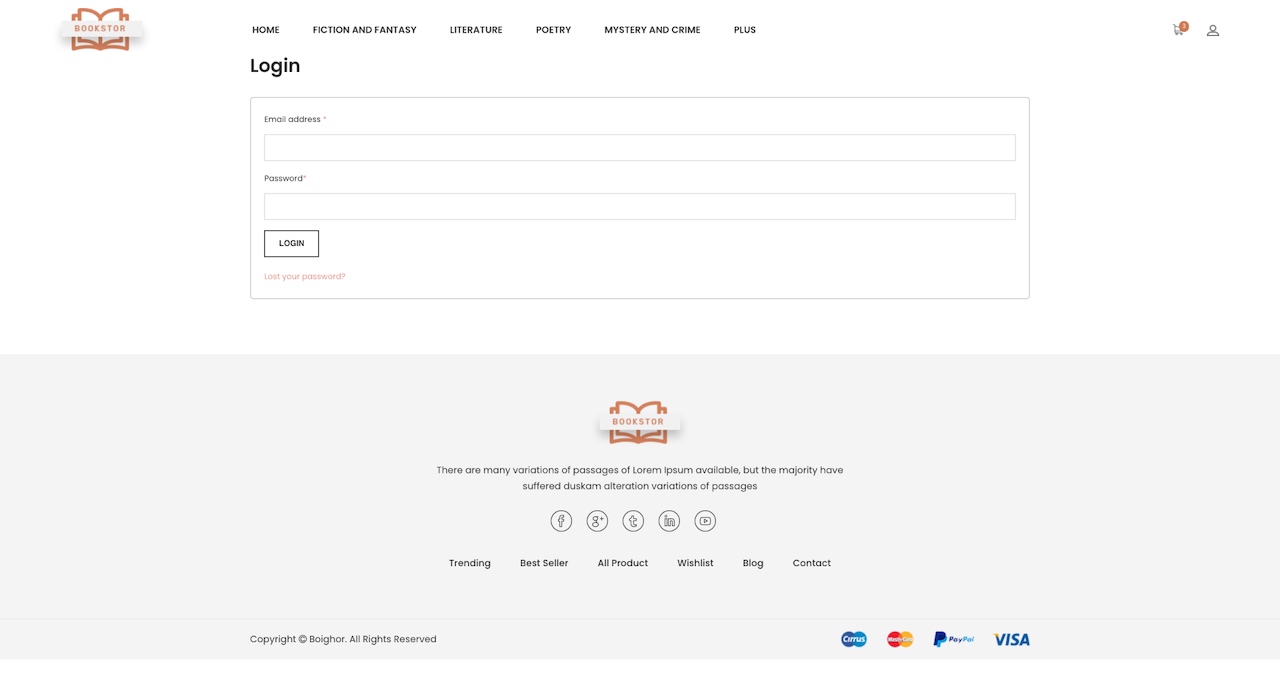 BOOKSTOR
HOME FICTION AND FANTASY LITERATURE POETRY MYSTERY AND CRIME PLUS
3
Login
Email address *
Password*
LOGIN
Lost your password?
BOOKSTOR
There are many variations of passages of Lorem Ipsum available, but the majority have
suffered duskam alteration variations of passages
Trending Best Seller All Product Wishlist Blog Contact
Copyright © Boighor. All Rights Reserved
Cirrus MasterCard PayPal VISA